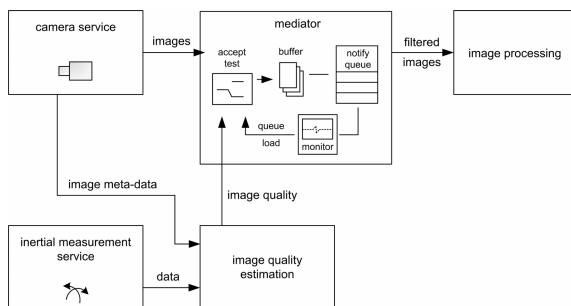 camera service
images
mediator
accept
test
buffer
notify
queue
queue
load
monitor
filtered
images
image processing
image meta-data
image quality
inertial measurement
service
data
image quality
estimation